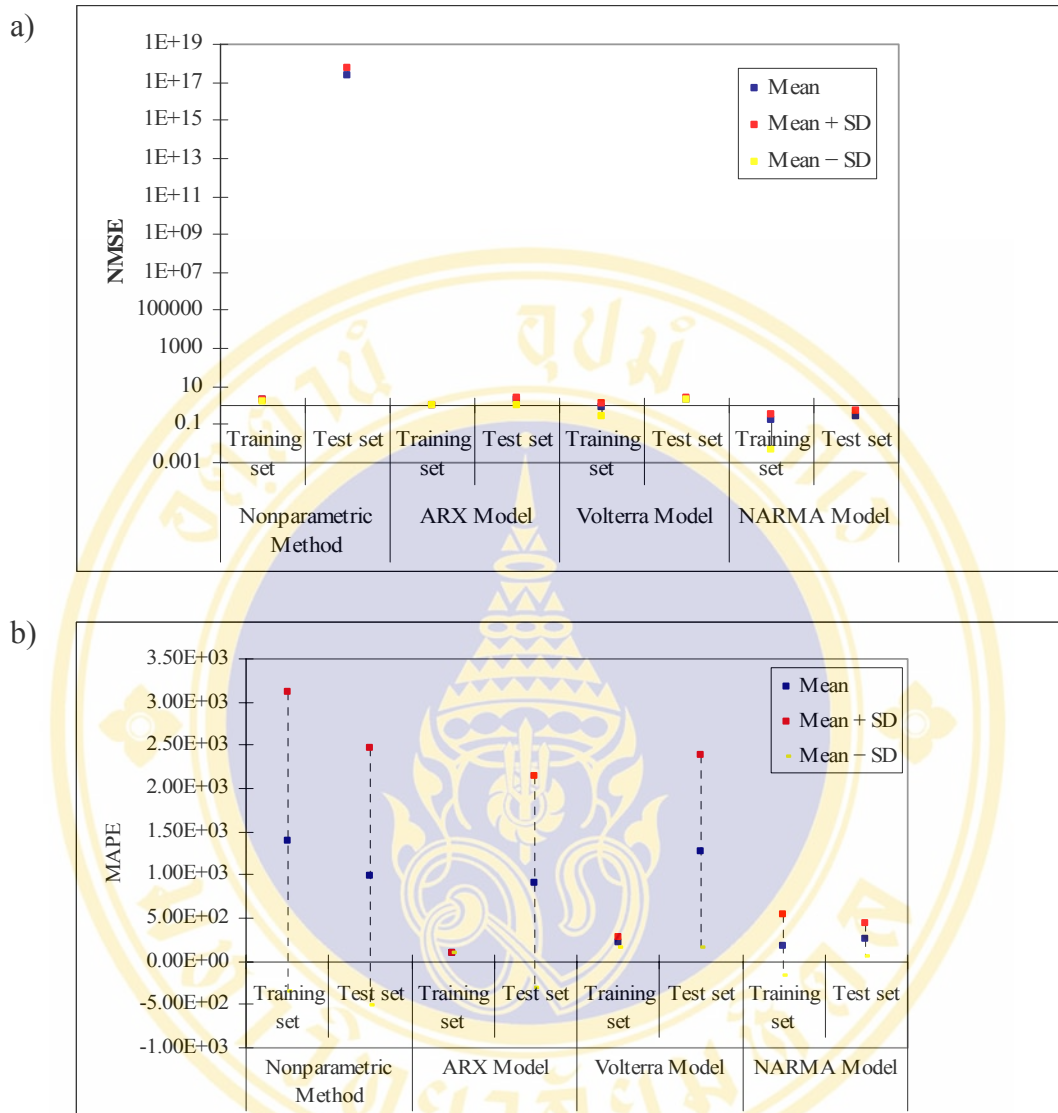 a)
1E+19
1E+17
1E+15
1E+13
1E+11
1E+09
1E+07
100000
1000
10
0.1
0.001
NMSE
Mean
Mean + SD
Mean − SD
Training set
Test set
Training set
Test set
Training set
Test set
Training set
Test set
Nonparametric Method
ARX Model
Volterra Model
NARMA Model
b)
3.50E+03
3.00E+03
2.50E+03
2.00E+03
1.50E+03
1.00E+03
5.00E+02
0.00E+00
-5.00E+02
-1.00E+03
MAPE
Mean
Mean + SD
Mean − SD
Training set
Test set
Training set
Test set
Training set
Test set
Training set
Test set
Nonparametric Method
ARX Model
Volterra Model
NARMA Model